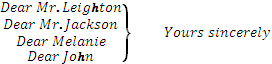 Dear Mr. Leighton
Dear Mr. Jackson
Dear Melanie
Dear John
Yours sincerely